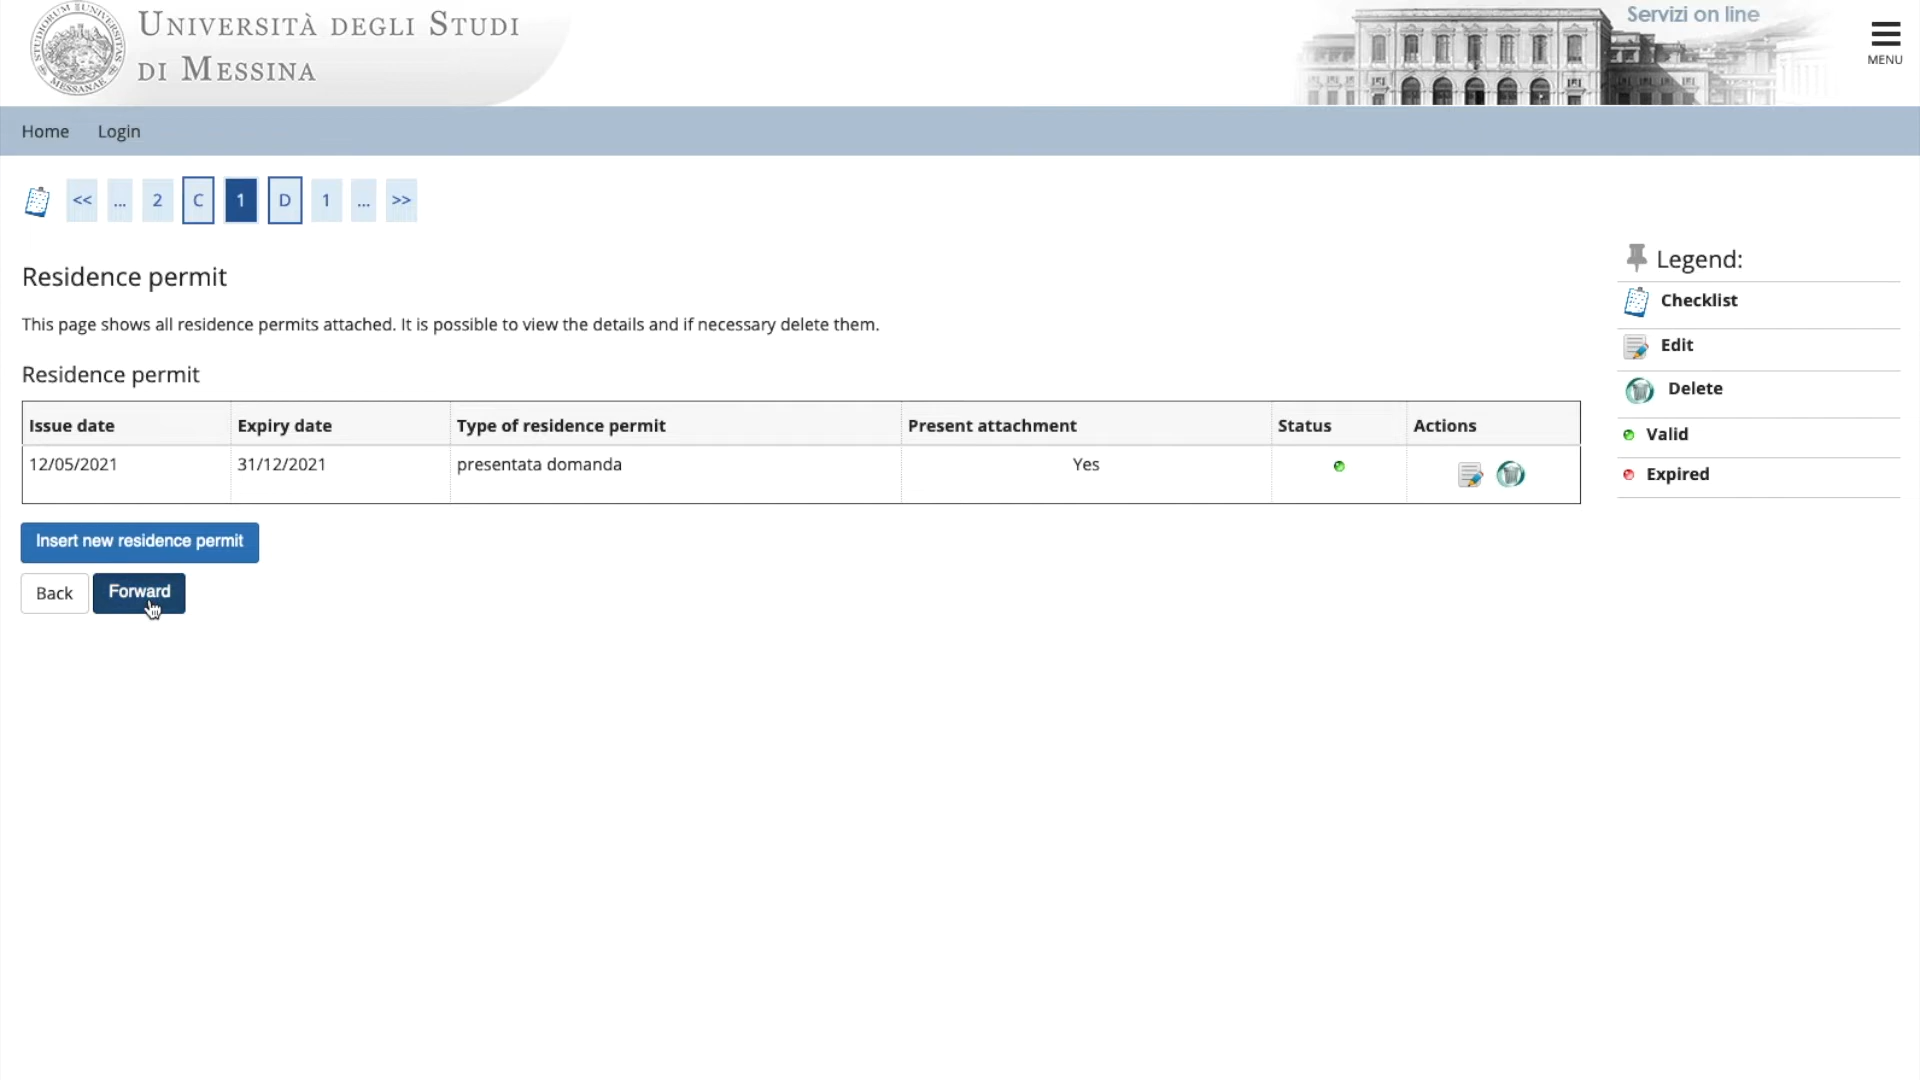 UNIVERSITÀ DEGLI STUDI
DI MESSINA
Servizi on line
MENU
Home Login
<< ... 2 C 1 D 1 ... >>
Residence permit
This page shows all residence permits attached. It is possible to view the details and if necessary delete them.
Residence permit
Issue date Expiry date Type of residence permit Present attachment Status Actions
12/05/2021 31/12/2021 presentata domanda Yes
Insert new residence permit
Back Forward
Legend:
Checklist
Edit
Delete
Valid
Expired